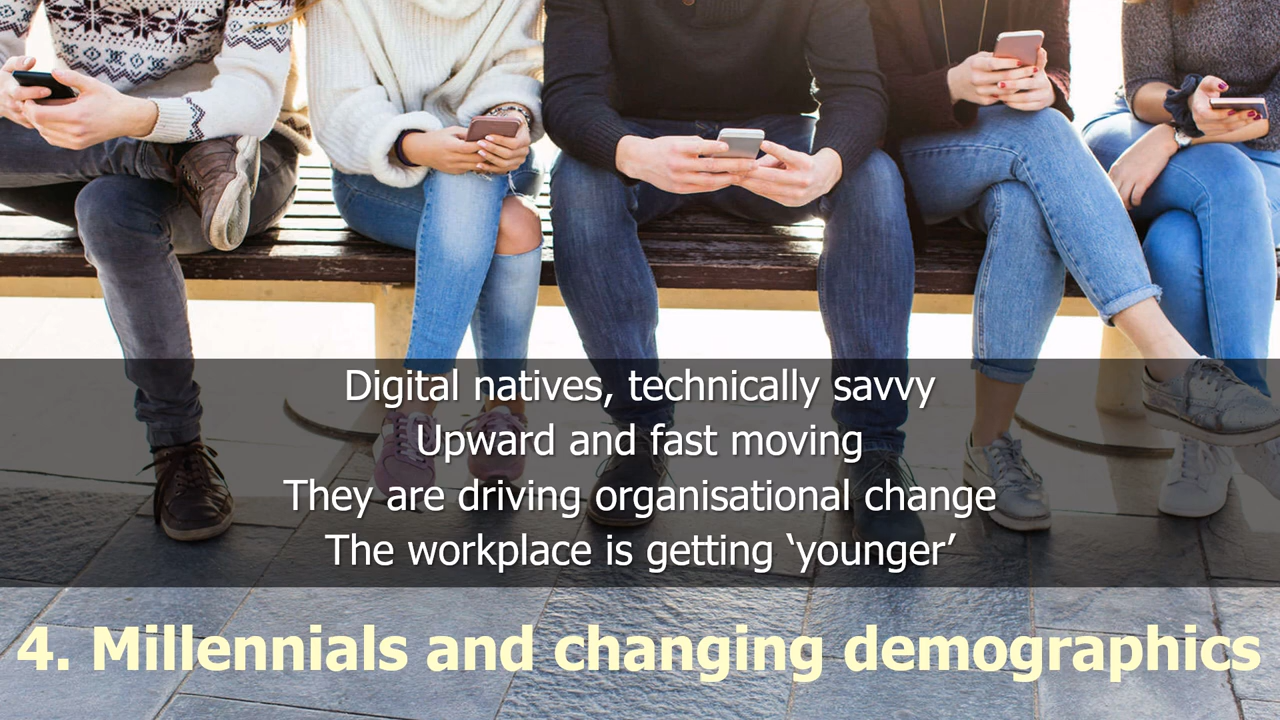 Digital natives, technically savvy
Upward and fast moving
They are driving organisational change
The workplace is getting ‘younger’
4. Millennials and changing demographics